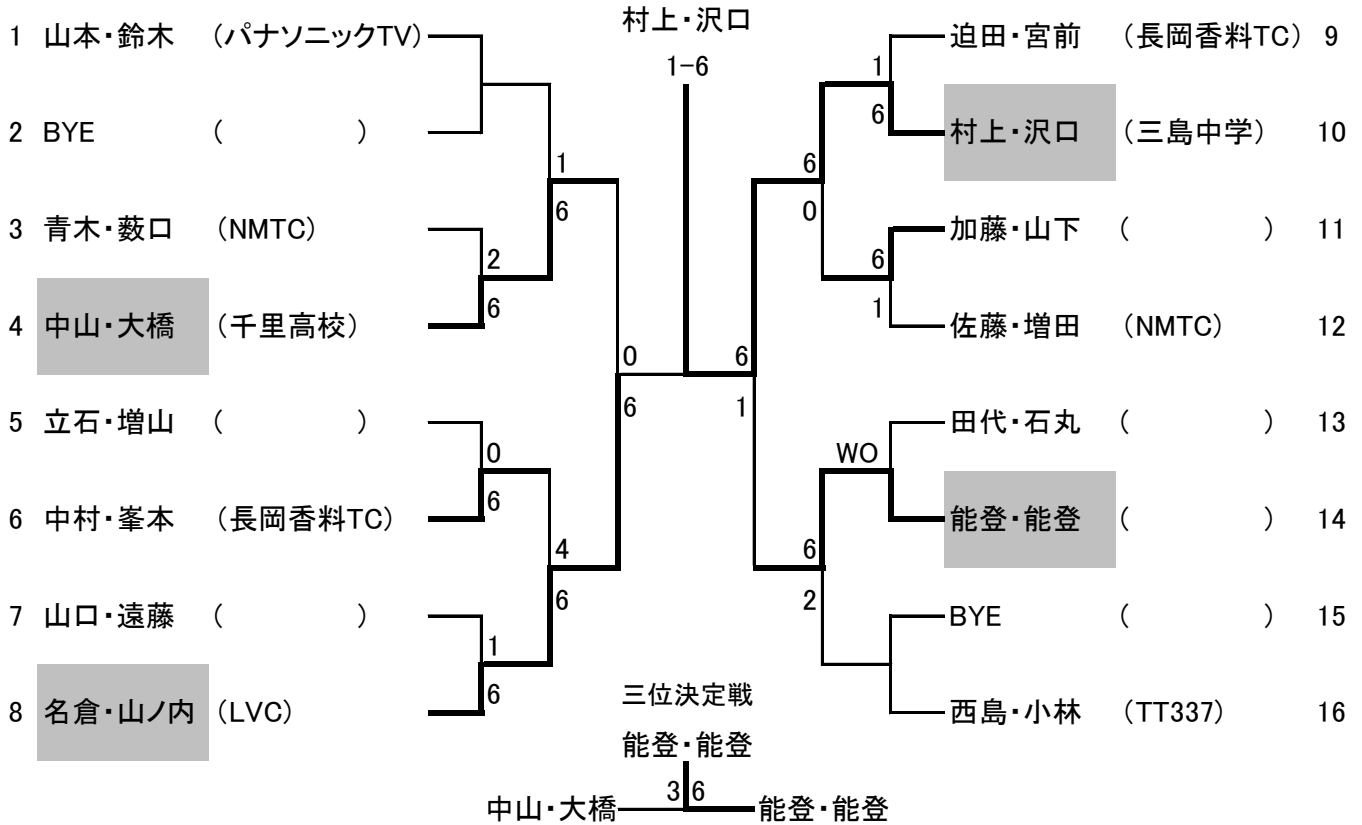 村上・沢口
1-6
1 山本・鈴木 （パナソニックTV）
2 BYE （ ）
1
6
3 青木・薮口 （NMTC）
2
6
4 中山・大橋 （千里高校）
0
6
5 立石・増山 （ ）
0
6
6 中村・峯本 （長岡香料TC）
4
6
7 山口・遠藤 （ ）
1
6
8 名倉・山ノ内 （LVC）
迫田・宮前 （長岡香料TC） 9
1
6
村上・沢口 （三島中学） 10
6
0
加藤・山下 （ ） 11
6
1
佐藤・増田 （NMTC） 12
6
1
田代・石丸 （ ） 13
WO
能登・能登 （ ） 14
6
2
BYE （ ） 15
西島・小林 （TT337） 16
三位決定戦
能登・能登
中山・大橋 3 6 能登・能登